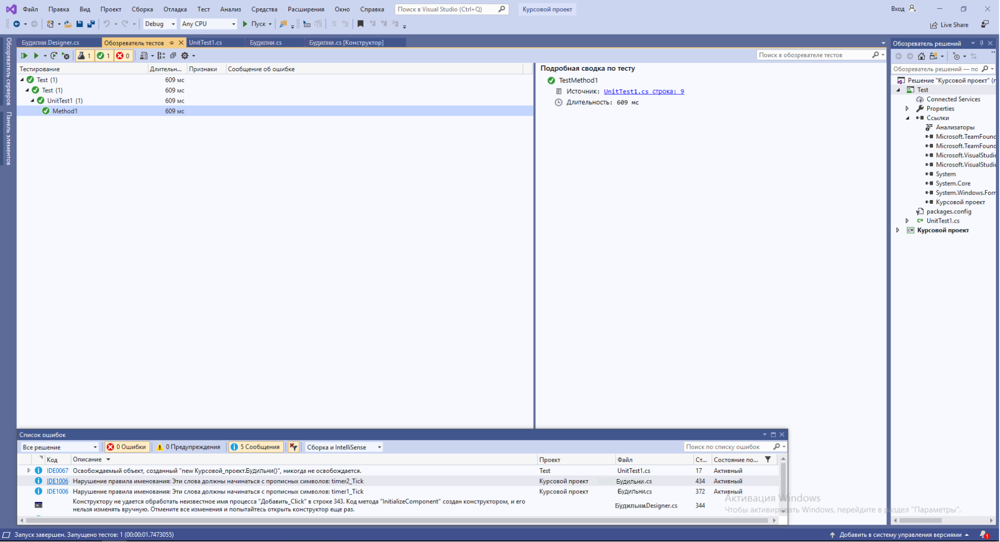 Файл Правка Вид Проект Сборка Отладка Тест Анализ Средства Расширения Окно Справка Поиск в Visual Studio (Ctrl+Q) Курсовой проект Вход
Debug Any CPU Пуск Live Share
Обозреватель серверов
Панель элементов
Будилни.Designer.cs Обозреватель тестов UnitTest1.cs Будилни.cs Будилни.cs [Конструктор]
1 1 0 Поиск в обозревателе тестов
Тестирование Длительн... Признаки Сообщение об ошибке
Test (1) 609 мс
Test (1) 609 мс
UnitTest1 (1) 609 мс
Method1 609 мс
Подробная сводка по тесту
TestMethod1
Источник: UnitTest1.cs строка: 9
Длительность: 609 мс
Обозреватель решений
Обозреватель решений — по
Решение "Курсовой проект" (
Test
Connected Services
Properties
Ссылки
Анализаторы
Microsoft.TeamFound
Microsoft.TeamFound
Microsoft.VisualStudio
Microsoft.VisualStudio
System
System.Core
System.Windows.Forn
Курсовой проект
packages.config
C# UnitTest1.cs
C# Курсовой проект
Список ошибок
Все решение 0 Ошибки 0 Предупреждения 5 Сообщения Сборка и IntelliSense Поиск по списку ошибок
Код Описание Проект Файл Ст... Состояние по...
IDE0067 Освобождаемый объект, созданный "new Курсовой_проект.Будильни()", никогда не освобождается. Test UnitTest1.cs 17 Активный
IDE1006 Нарушение правила именования: Эти слова должны начинаться с прописных символов: timer2_Tick Курсовой проект Будильни.cs 434 Активный
IDE1006 Нарушение правила именования: Эти слова должны начинаться с прописных символов: timer1_Tick Курсовой проект Будильни.cs 372 Активный
Конструктору не удается обработать неизвестное имя процесса "Добавить_Click" в строке 343. Код метода "InitializeComponent" создан конструктором, и его
нельзя изменять вручную. Отмените все изменения и попытайтесь открыть конструктор еще раз. БудильниDesigner.cs 344
Активация Windows
Чтобы активировать Windows, перейдите в раздел "Параметры".
Запуск завершен. Запущено тестов: 1 (00:00:01.7473055) Добавить в систему управления версиями 1